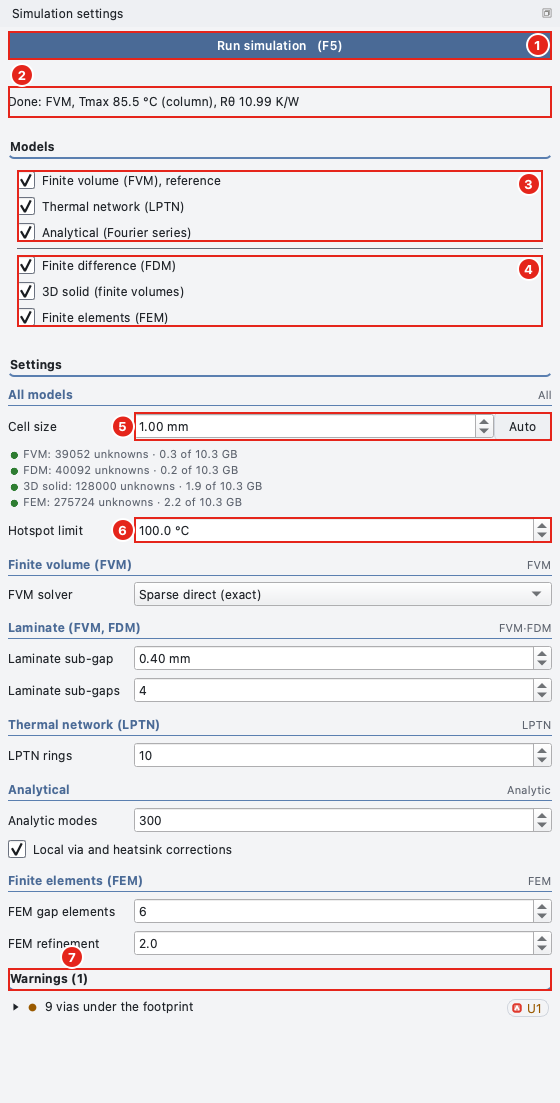 Simulation settings
Run simulation (F5)
1
2
Done: FVM, Tmax 85.5 °C (column), Rθ 10.99 K/W
Models
Finite volume (FVM), reference
3
Thermal network (LPTN)
Analytical (Fourier series)
Finite difference (FDM)
4
3D solid (finite volumes)
Finite elements (FEM)
Settings
All models All
Cell size 5 1.00 mm Auto
FVM: 39052 unknowns · 0.3 of 10.3 GB
FDM: 40092 unknowns · 0.2 of 10.3 GB
3D solid: 128000 unknowns · 1.9 of 10.3 GB
FEM: 275724 unknowns · 2.2 of 10.3 GB
Hotspot limit 6 100.0 °C
Finite volume (FVM) FVM
FVM solver Sparse direct (exact)
Laminate (FVM, FDM) FVM·FDM
Laminate sub-gap 0.40 mm
Laminate sub-gaps 4
Thermal network (LPTN) LPTN
LPTN rings 10
Analytical Analytic
Analytic modes 300
Local via and heatsink corrections
Finite elements (FEM) FEM
FEM gap elements 6
FEM refinement 2.0
7
Warnings (1)
9 vias under the footprint U1